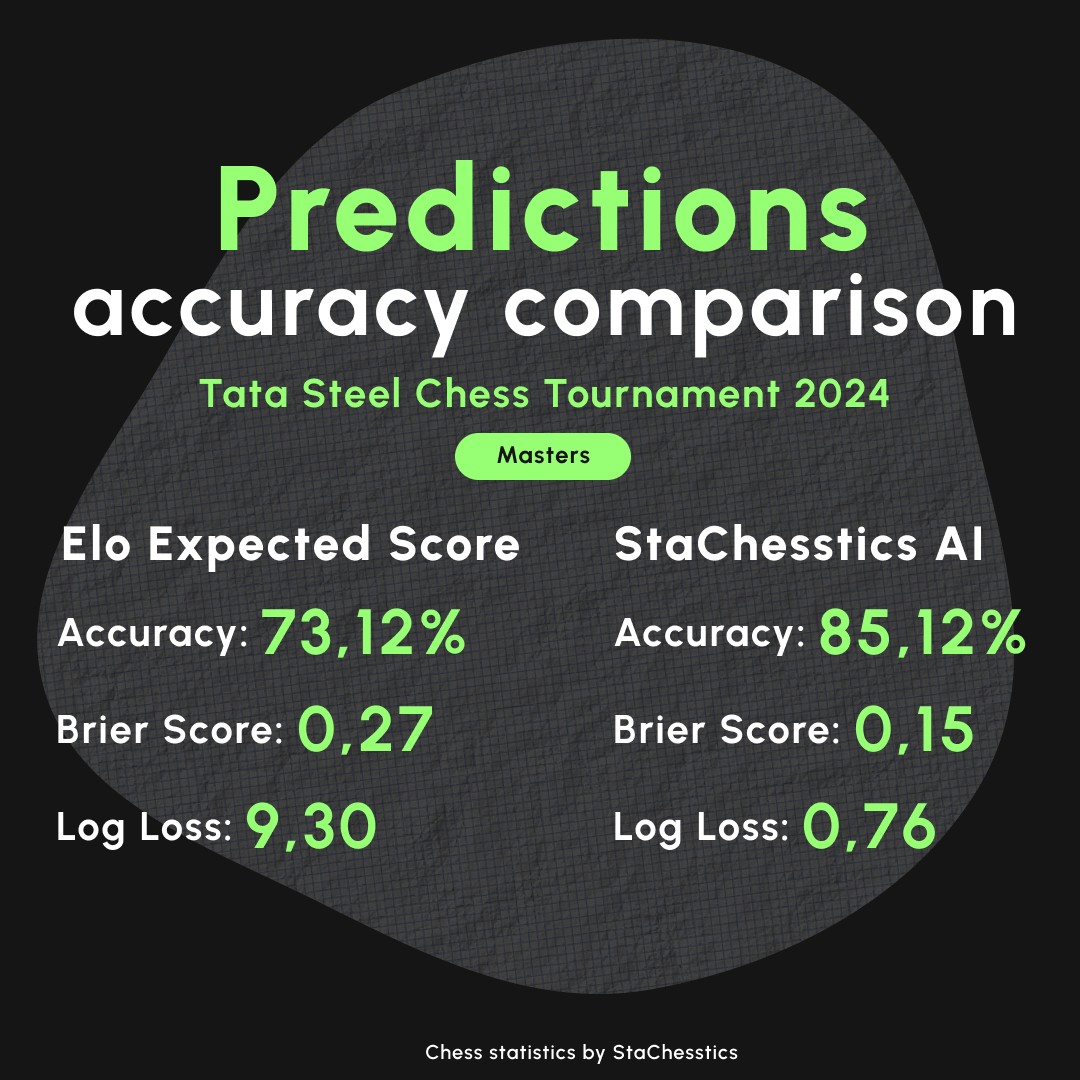 Predictions
accuracy comparison
Tata Steel Chess Tournament 2024
Masters
Elo Expected Score
Accuracy: 73,12%
Brier Score: 0,27
Log Loss: 9,30
StaChesstics AI
Accuracy: 85,12%
Brier Score: 0,15
Log Loss: 0,76
Chess statistics by StaChesstics